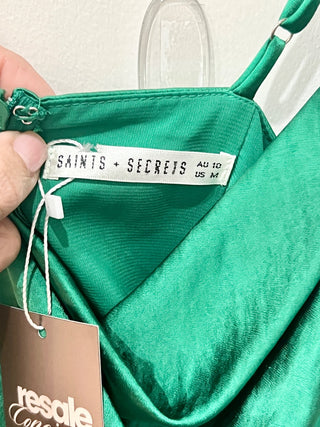 SAINTS + SECRETS
AU 10
US M
resale